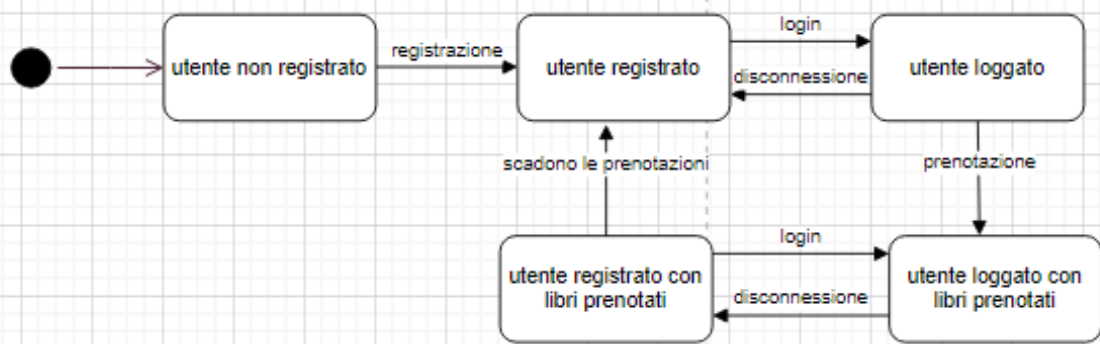 login
registrazione
utente non registrato
utente registrato
utente loggato
disconnessione
scadono le prenotazioni
prenotazione
login
utente registrato con
libri prenotati
utente loggato con
libri prenotati
disconnessione